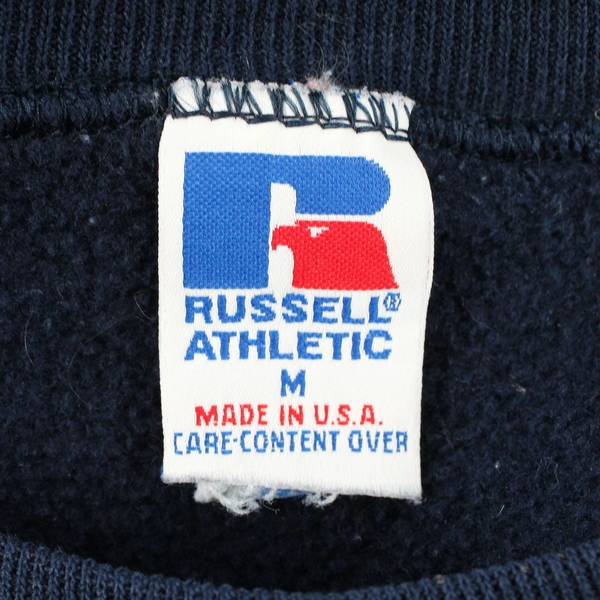 RUSSELL®
ATHLETIC
M
MADE IN U.S.A.
CARE-CONTENT OVER